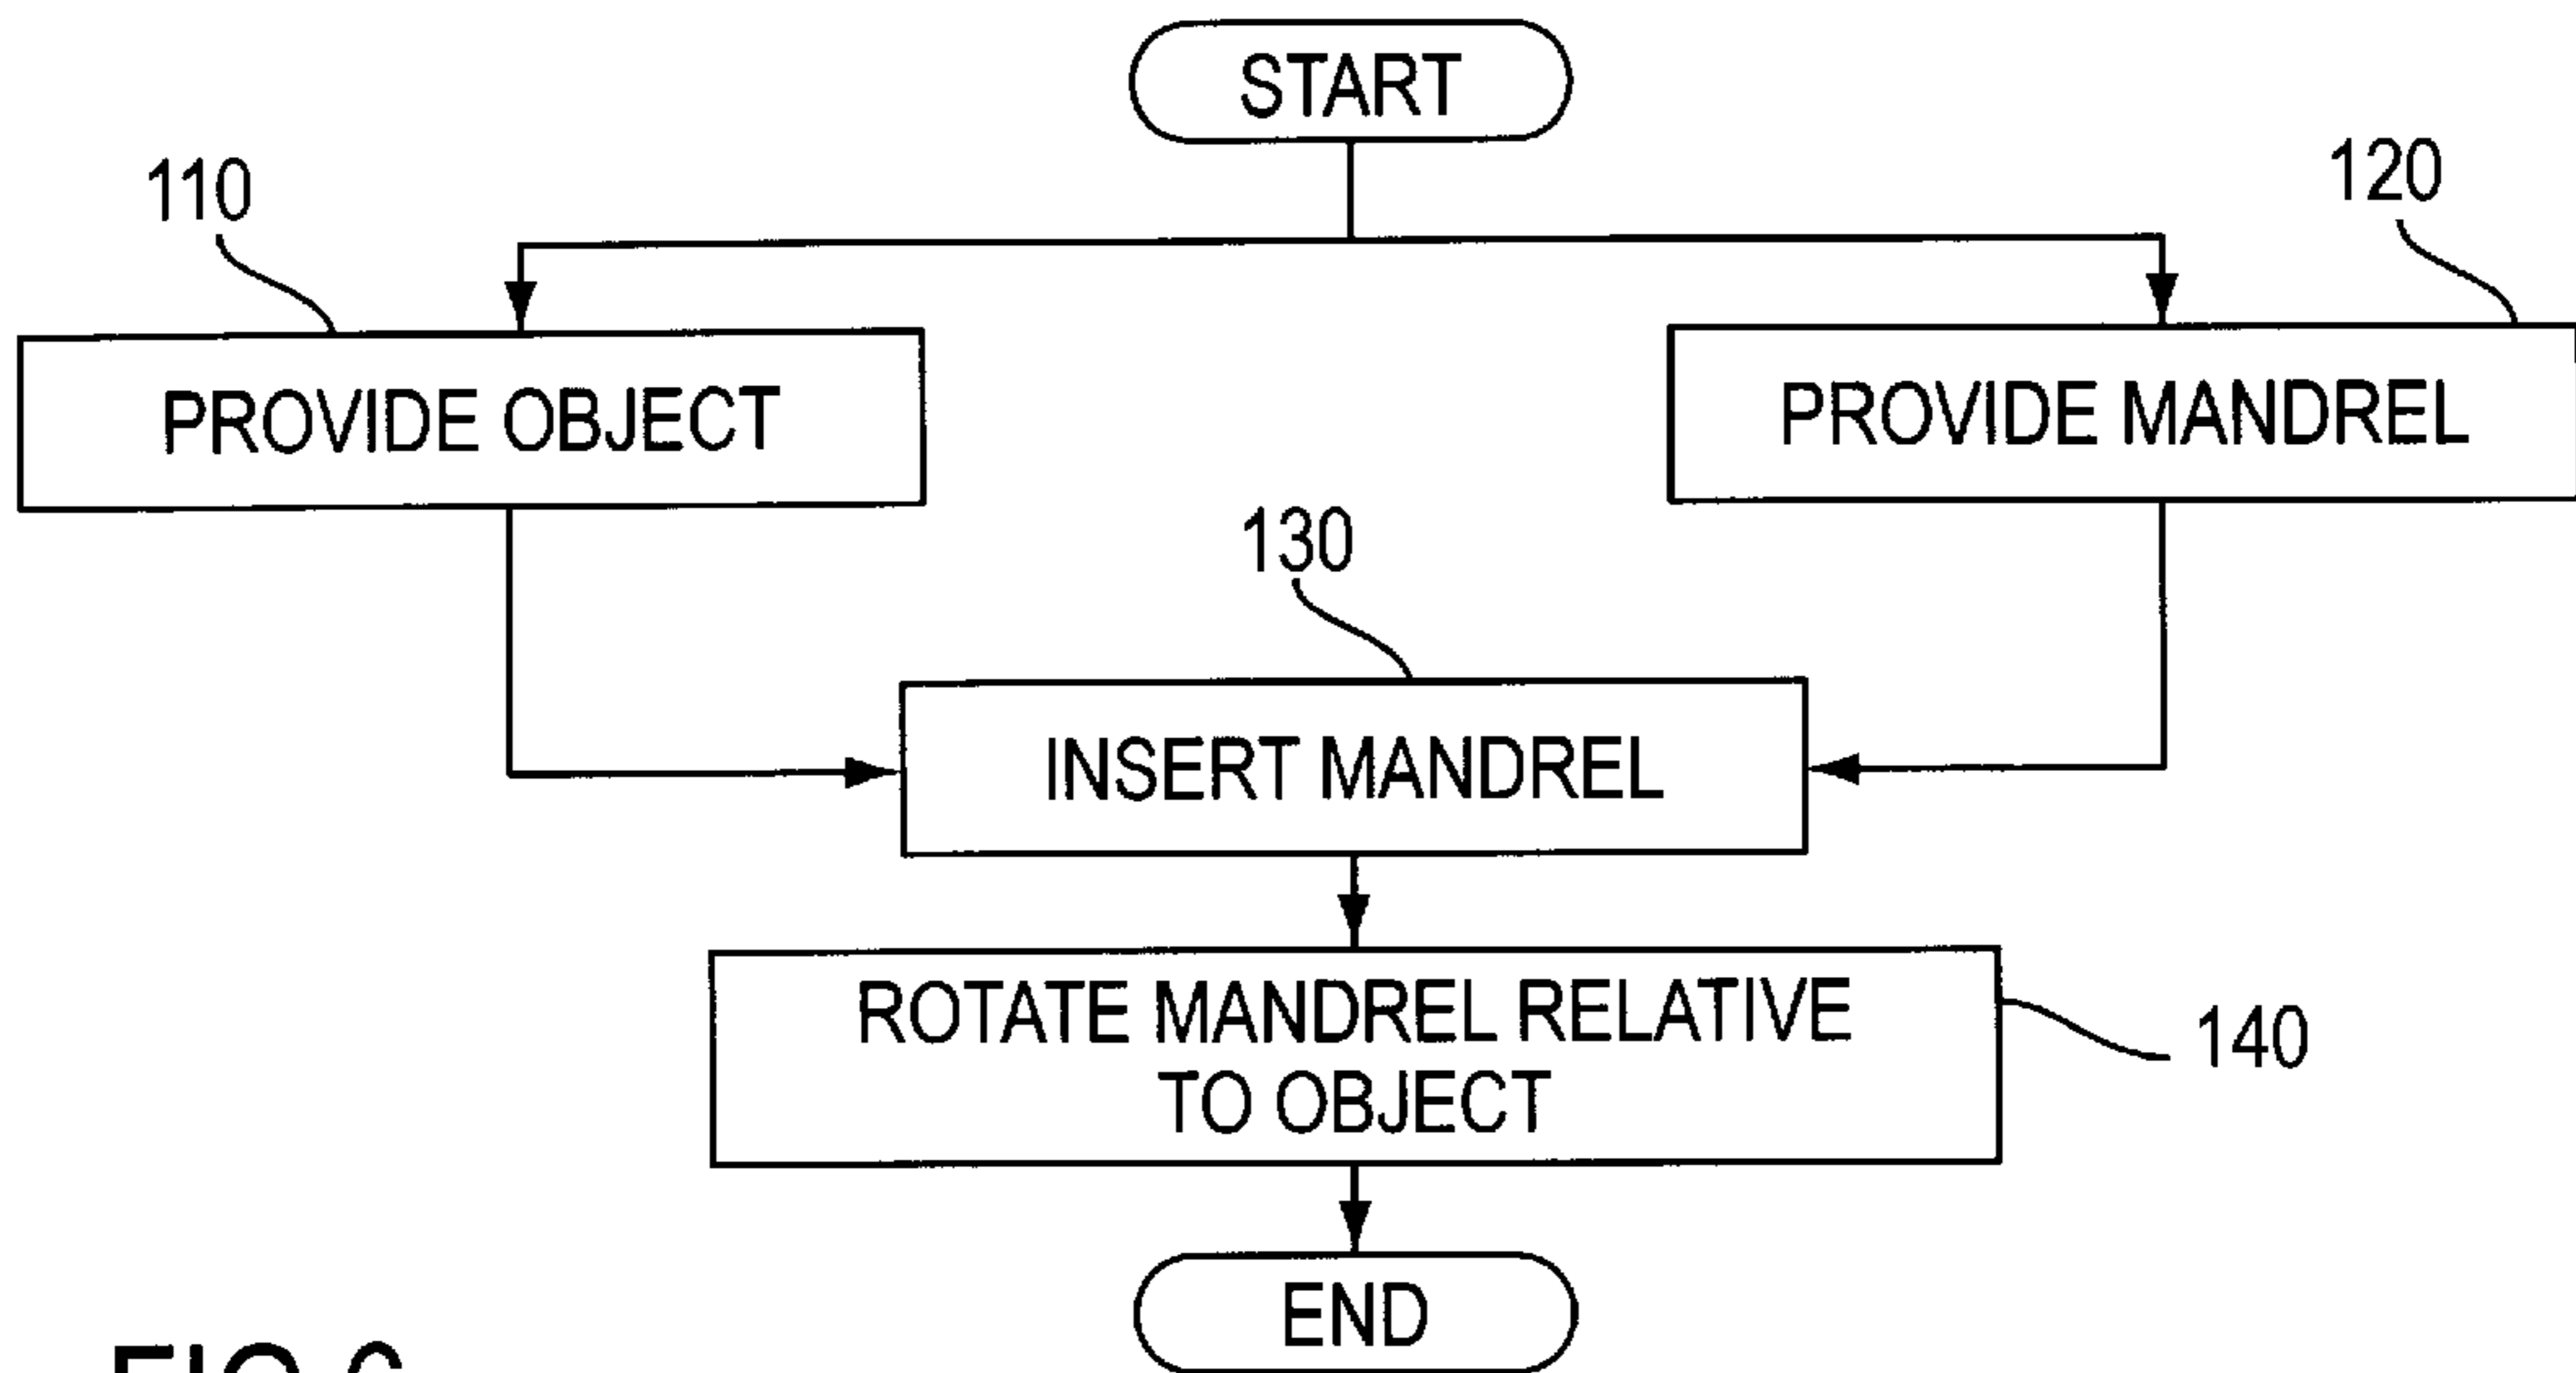 START
110
120
PROVIDE OBJECT
PROVIDE MANDREL
130
INSERT MANDREL
ROTATE MANDREL RELATIVE
TO OBJECT
140
END